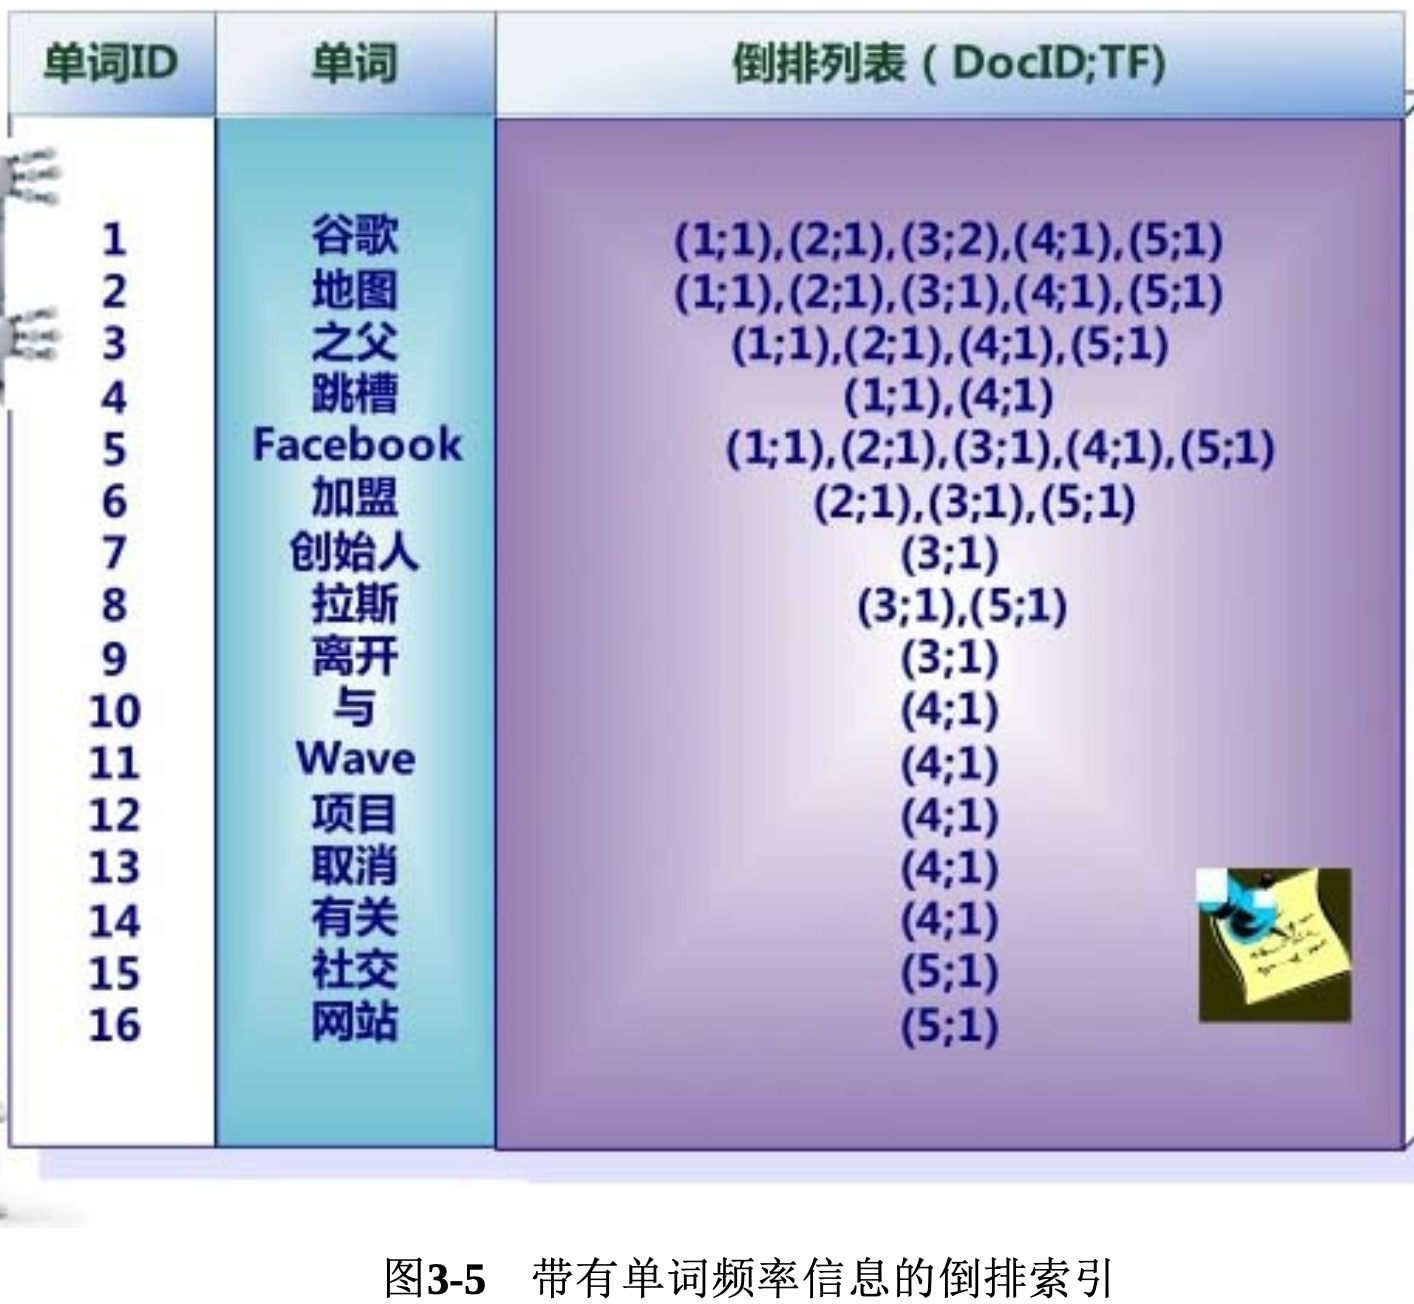 单词ID 单词 倒排列表（DocID;TF)
1 谷歌 (1;1),(2;1),(3;2),(4;1),(5;1)
2 地图 (1;1),(2;1),(3;1),(4;1),(5;1)
3 之父 (1;1),(2;1),(4;1),(5;1)
4 跳槽 (1;1),(4;1)
5 Facebook (1;1),(2;1),(3;1),(4;1),(5;1)
6 加盟 (2;1),(3;1),(5;1)
7 创始人 (3;1)
8 拉斯 (3;1),(5;1)
9 离开 (3;1)
10 与 (4;1)
11 Wave (4;1)
12 项目 (4;1)
13 取消 (4;1)
14 有关 (4;1)
15 社交 (5;1)
16 网站 (5;1)
图3-5 带有单词频率信息的倒排索引